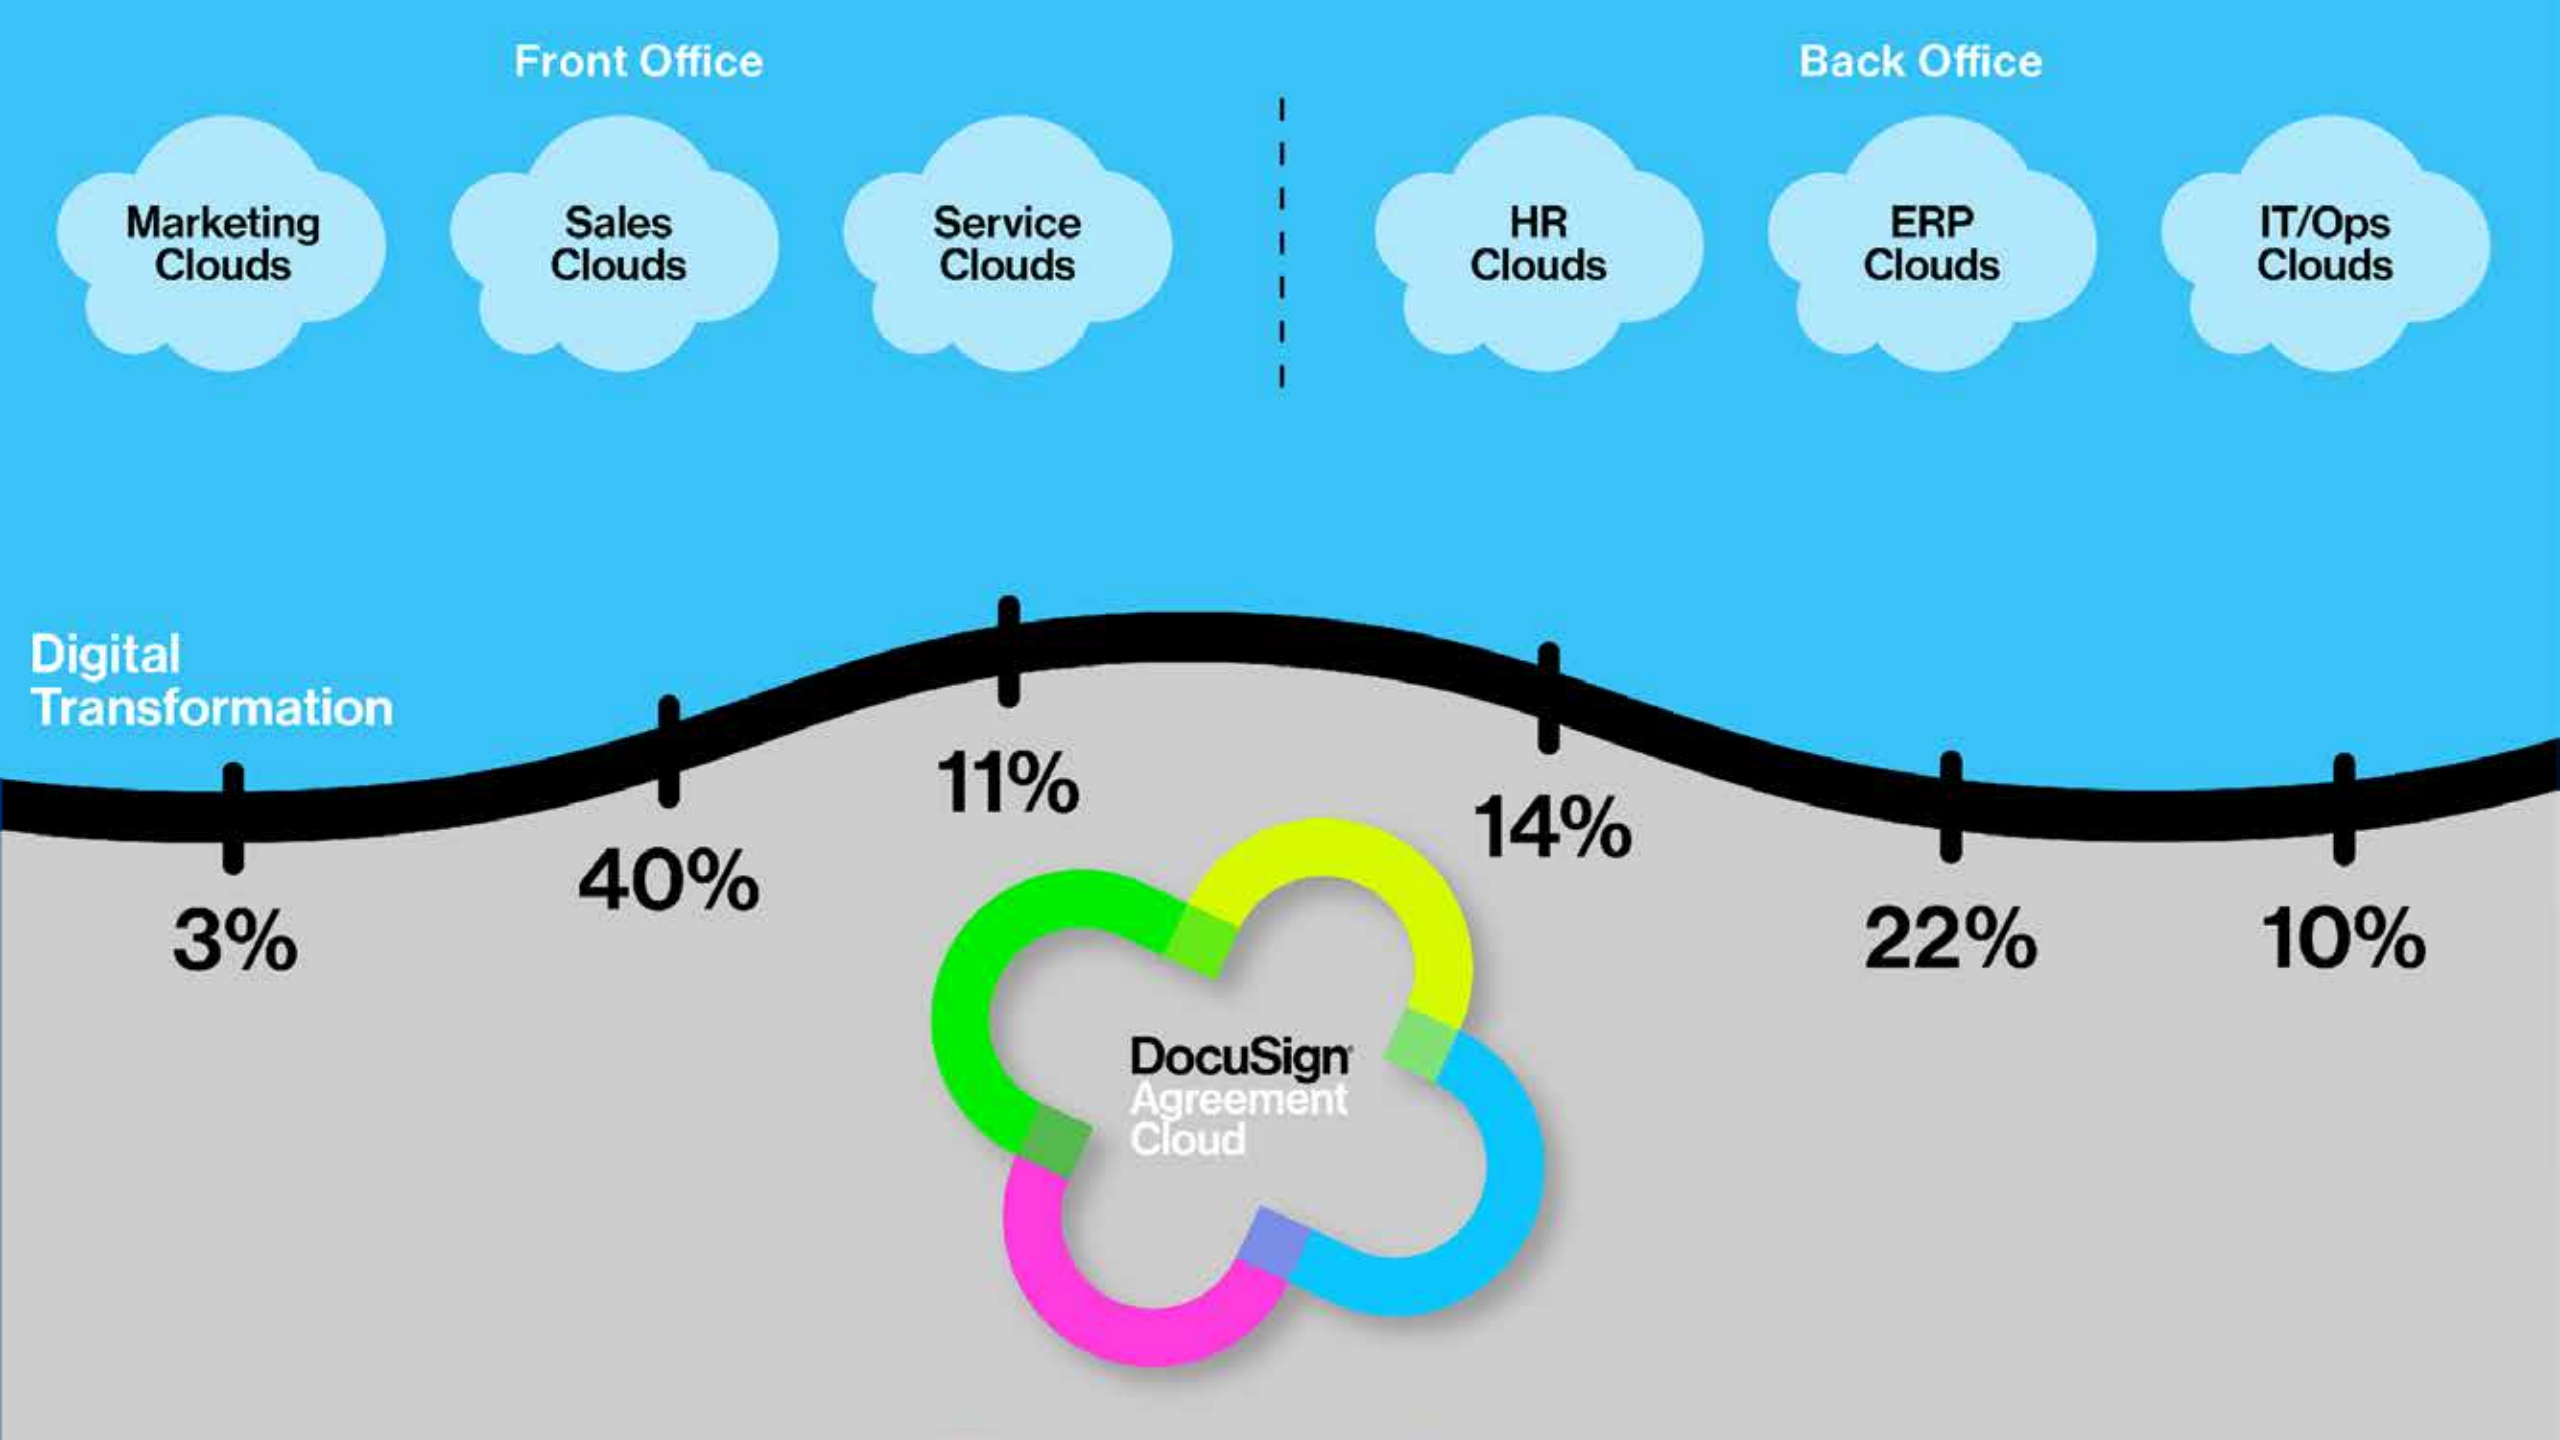 Front Office
Back Office
Marketing
Clouds
Sales
Clouds
Service
Clouds
HR
Clouds
ERP
Clouds
IT/Ops
Clouds
Digital
Transformation
3%
40%
11%
14%
22%
10%
DocuSign
Agreement
Cloud